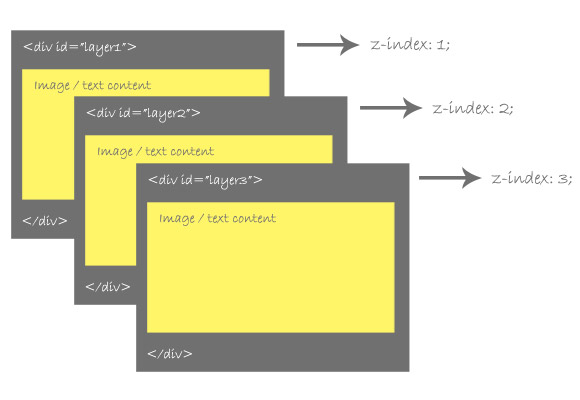 <div id="layer1">
z-index: 1;
Image / text content
<div id="layer2">
z-index: 2;
Image / text content
<div id="layer3">
z-index: 3;
Image / text content
</div>
</div>
</div>